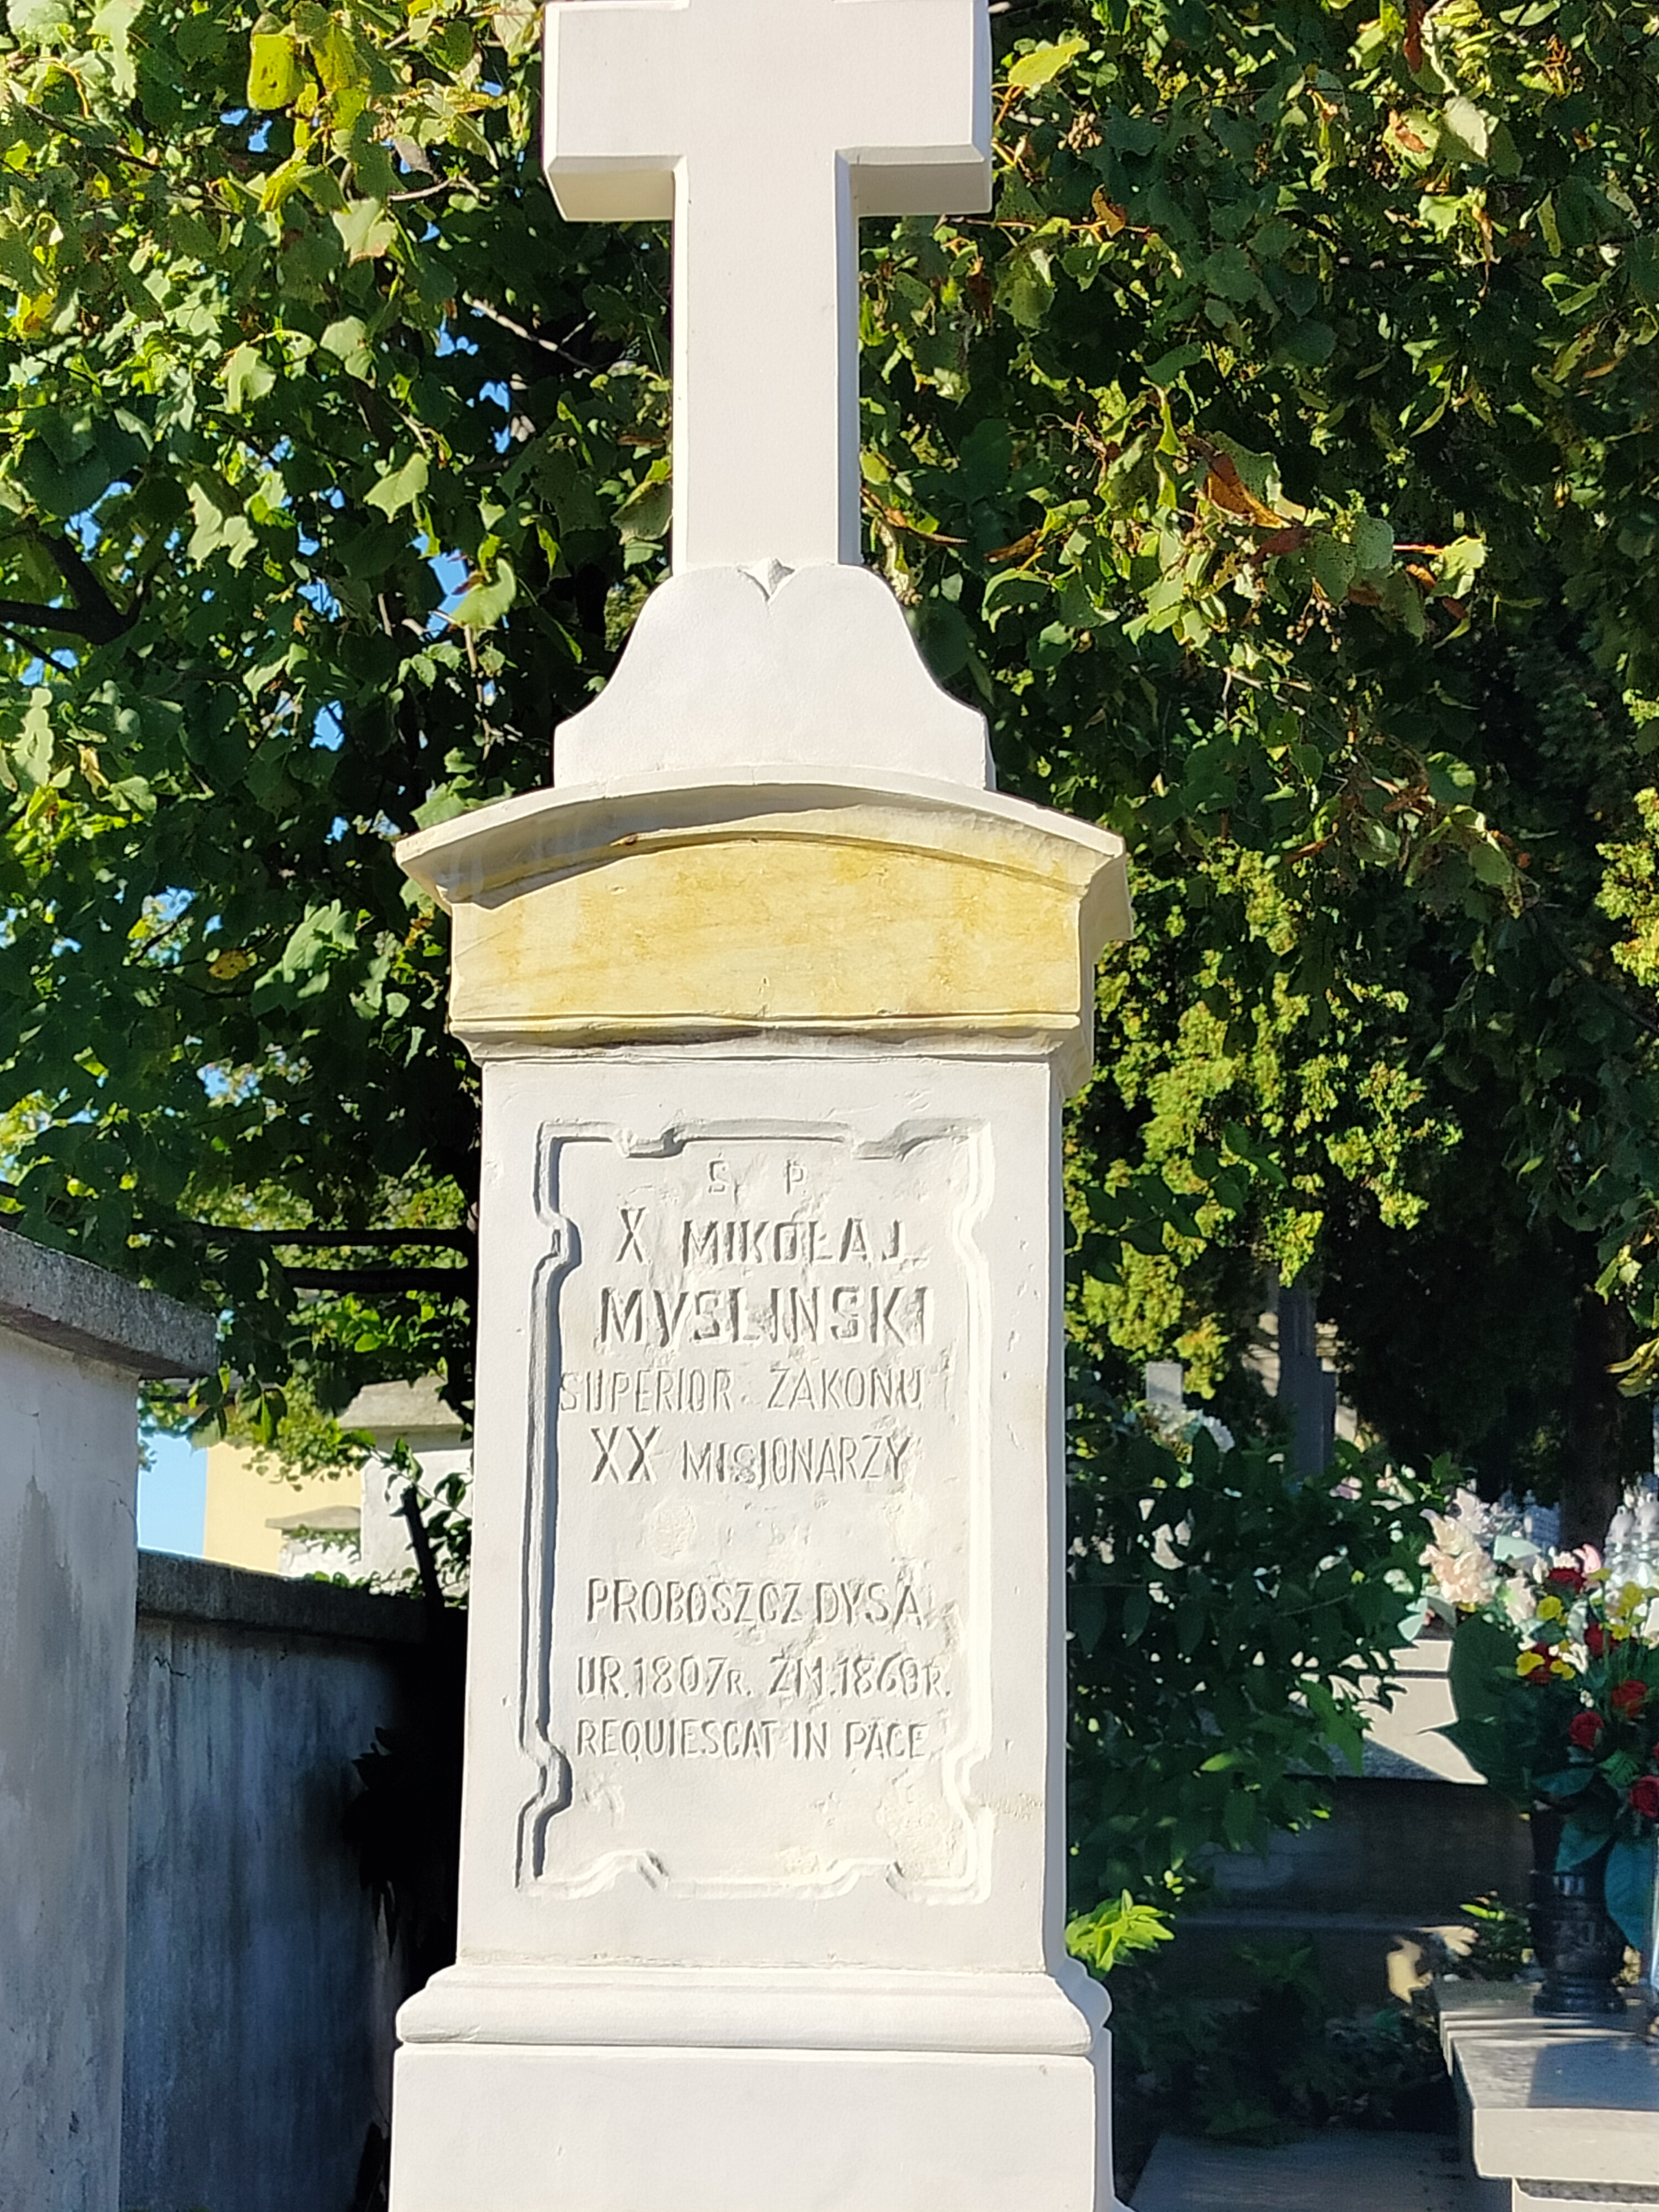 S P
X MIKOŁAJ
MYSLINSKI
SUPERIOR ZAKONU
XX MISJONARZY
PROBOSZCZ DYSA
UR. 1807R. ZM. 1869R.
REQUIESCAT IN PACE